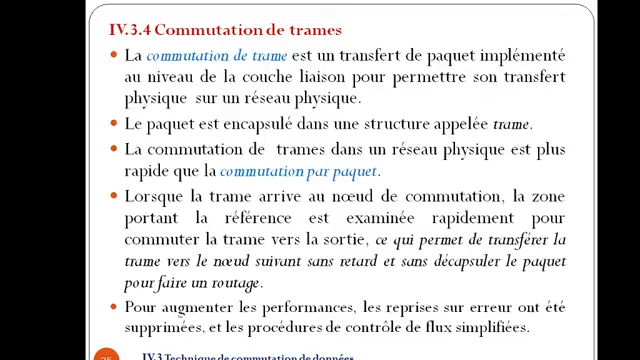 IV.3.4 Commutation de trames
• La commutation de trame est un transfert de paquet implémenté
au niveau de la couche liaison pour permettre son transfert
physique sur un réseau physique.
• Le paquet est encapsulé dans une structure appelée trame.
• La commutation de trames dans un réseau physique est plus
rapide que la commutation par paquet.
• Lorsque la trame arrive au nœud de commutation, la zone
portant la référence est examinée rapidement pour
commuter la trame vers la sortie, ce qui permet de transférer la
trame vers le nœud suivant sans retard et sans décapsuler le paquet
pour faire un routage.
• Pour augmenter les performances, les reprises sur erreur ont été
supprimées, et les procédures de contrôle de flux simplifiées.
IV.3 Technique de commutation de données